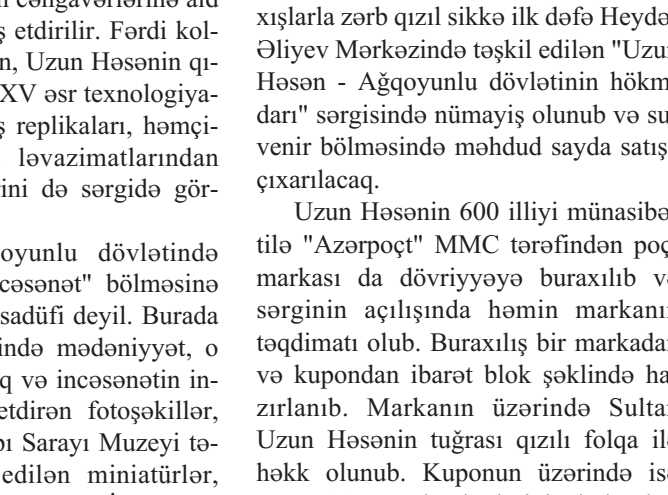 ş etdirilir. Fərdi kol-
n, Uzun Həsənin qı-
XV əsr texnologiya-
ş replikaları, həmçi-
ləvazimatlarından
rini də sərgidə gör-
oyunlu dövlətində
cəsənət" bölməsinə
sadüfi deyil. Burada
ində mədəniyyət, o
q və incəsənətin in-
etdirən fotoşəkillər,
pı Sarayı Muzeyi tə-
edilən miniatürlər,
xışlarla zərb qızıl sikkə ilk dəfə Heydə
Əliyev Mərkəzində təşkil edilən "Uzun
Həsən - Ağqoyunlu dövlətinin hökm
darı" sərgisində nümayiş olunub və su
venir bölməsində məhdud sayda satış
çıxarılacaq.
Uzun Həsənin 600 illiyi münasibə
tilə "Azərpoçt" MMC tərəfindən poç
markası da dövriyyəyə buraxılıb və
sərginin açılışında həmin markanı
təqdimatı olub. Buraxılış bir markada
və kupondan ibarət blok şəklində ha
zırlanıb. Markanın üzərində Sulta
Uzun Həsənin tuğrası qızılı folqa il
həkk olunub. Kuponun üzərində is